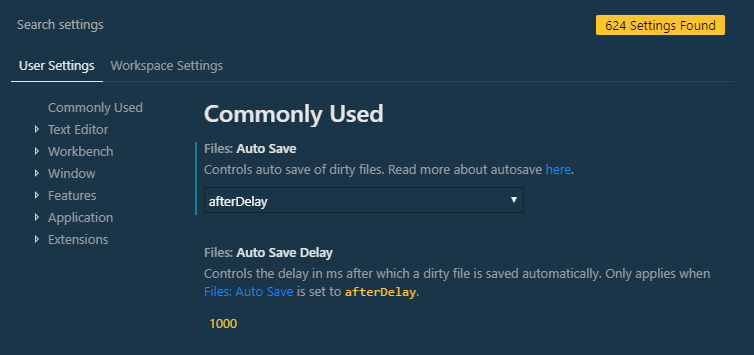 Search settings
624 Settings Found
User Settings
Workspace Settings
Commonly Used
Text Editor
Workbench
Window
Features
Application
Extensions
Commonly Used
Files: Auto Save
Controls auto save of dirty files. Read more about autosave here.
afterDelay
Files: Auto Save Delay
Controls the delay in ms after which a dirty file is saved automatically. Only applies when
Files: Auto Save is set to afterDelay.
1000